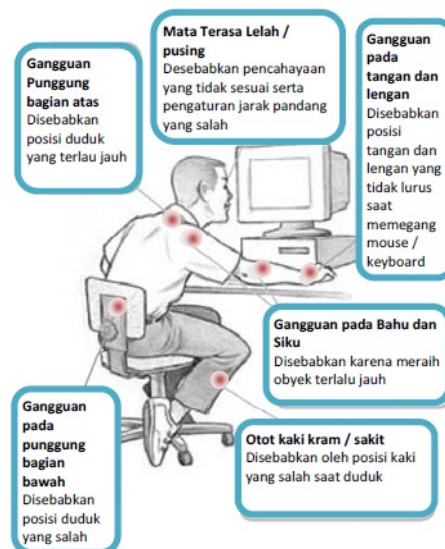 Gangguan
Punggung
bagian atas
Disebabkan
posisi duduk
yang terlau jauh
Mata Terasa Lelah /
pusing
Desebabkan pencahayaan
yang tidak sesuai serta
pengaturan jarak pandang
yang salah
Gangguan
pada
tangan dan
lengan
Disebabkan
posisi
tangan dan
lengan yang
tidak lurus
saat
memegang
mouse /
keyboard
Gangguan pada Bahu dan
Siku
Disebabkan karena meraih
obyek terlalu jauh
Gangguan
pada
punggung
bagian
bawah
Disebabkan
posisi duduk
yang salah
Otot kaki kram / sakit
Disebabkan oleh posisi kaki
yang salah saat duduk